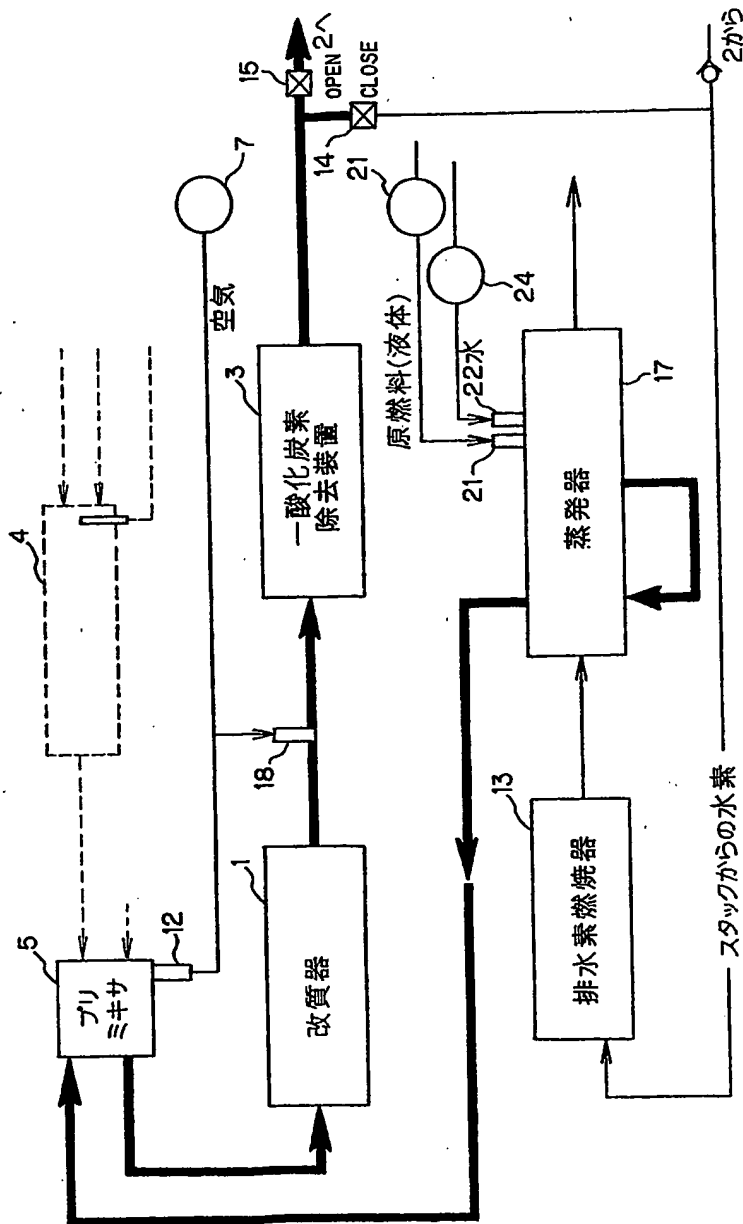 4
7
空気
5
プリ
ミキサ
12
1
改質器
18
3
一酸化炭素
除去装置
15
OPEN
2へ
14
CLOSE
21
24
原燃料(液体)
22水
21
17
蒸発器
13
排水素燃焼器
スタックからの水素
2から